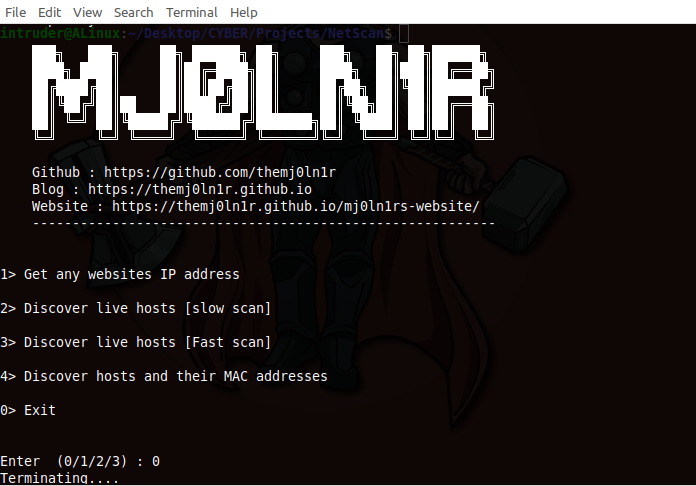 File Edit View Search Terminal Help
intruder@ALinux:~/Desktop/CYBER/Projects/NetScan$
MJ0LN1R
Github : https://github.com/themj0ln1r
Blog : https://themj0ln1r.github.io
Website : https://themj0ln1r.github.io/mj0ln1rs-website/
----------------------------------------------------------
1> Get any websites IP address
2> Discover live hosts [slow scan]
3> Discover live hosts [Fast scan]
4> Discover hosts and their MAC addresses
0> Exit
Enter  (0/1/2/3) : 0
Terminating....